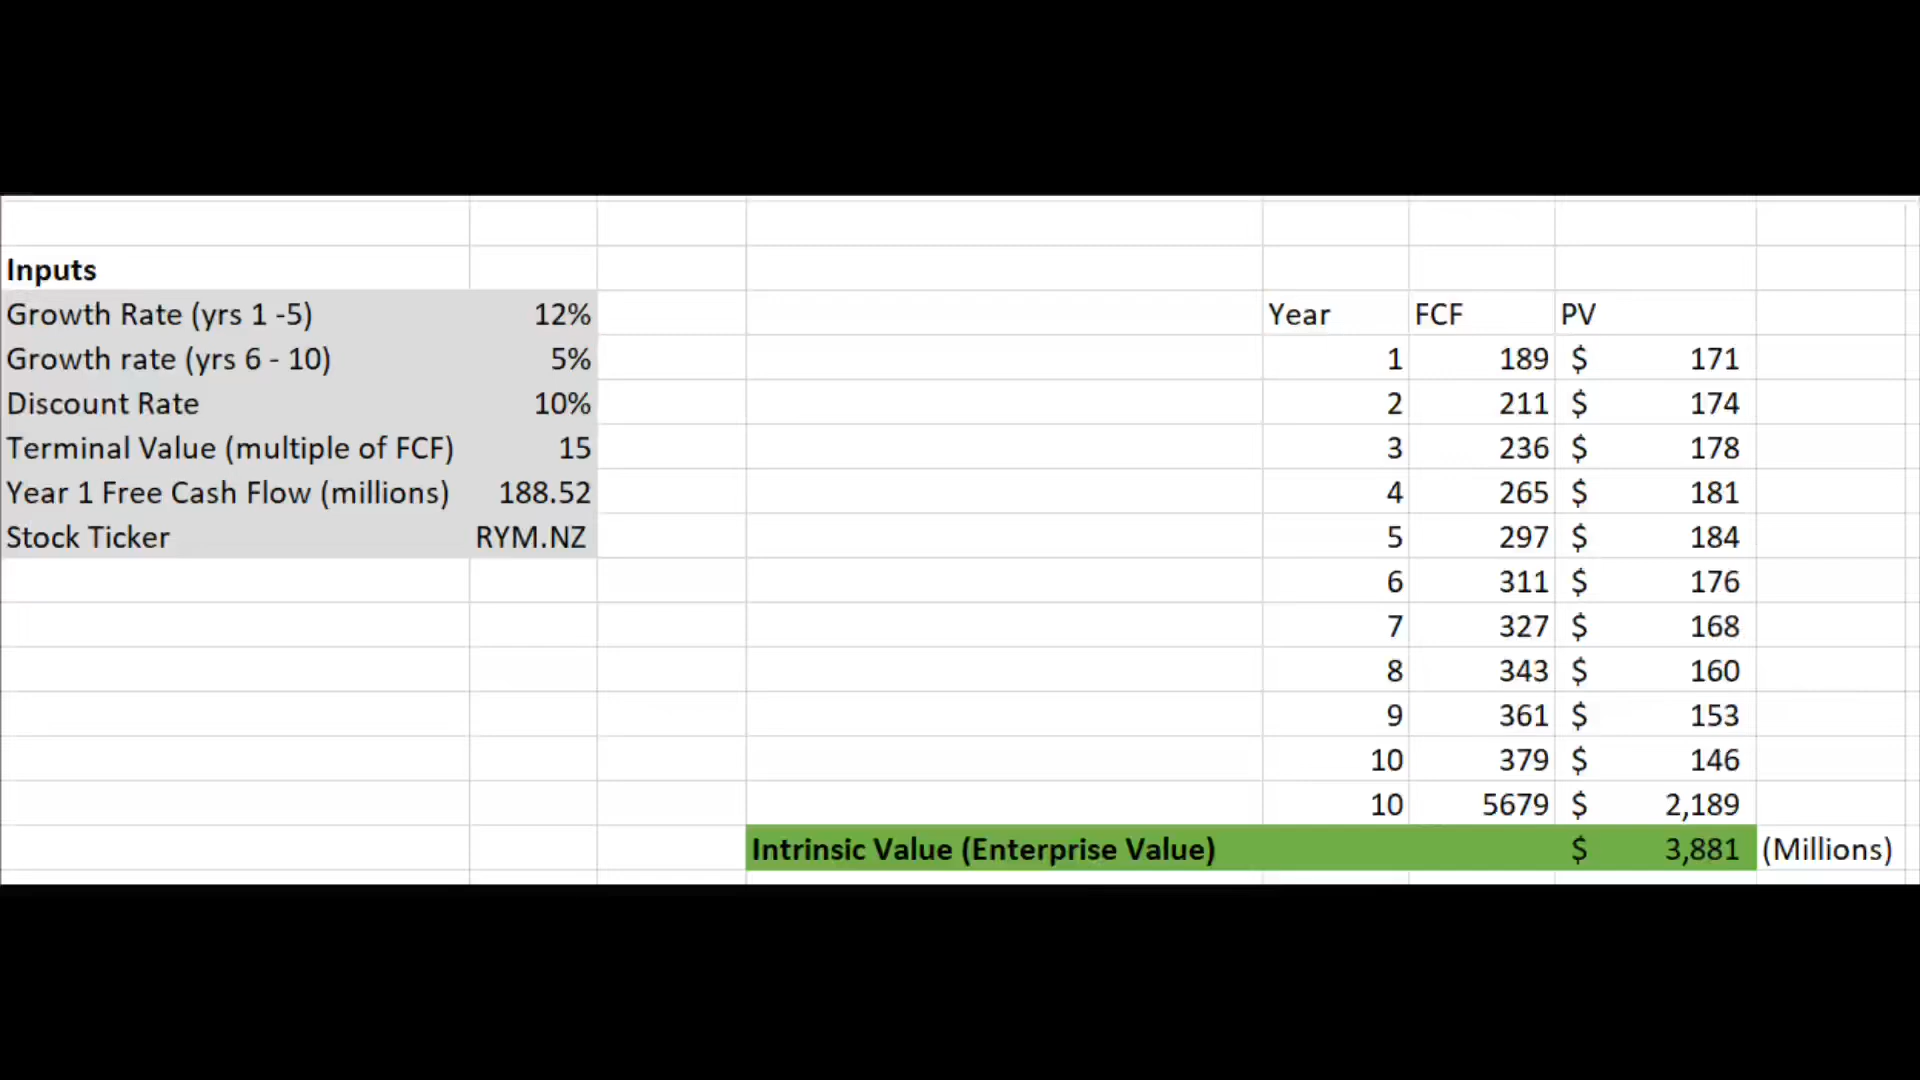 Inputs
Growth Rate (yrs 1 -5) 12% Year FCF PV
Growth rate (yrs 6 - 10) 5% 1 189 $ 171
Discount Rate 10% 2 211 $ 174
Terminal Value (multiple of FCF) 15 3 236 $ 178
Year 1 Free Cash Flow (millions) 188.52 4 265 $ 181
Stock Ticker RYM.NZ 5 297 $ 184
6 311 $ 176
7 327 $ 168
8 343 $ 160
9 361 $ 153
10 379 $ 146
10 5679 $ 2,189
Intrinsic Value (Enterprise Value) $ 3,881 (Millions)